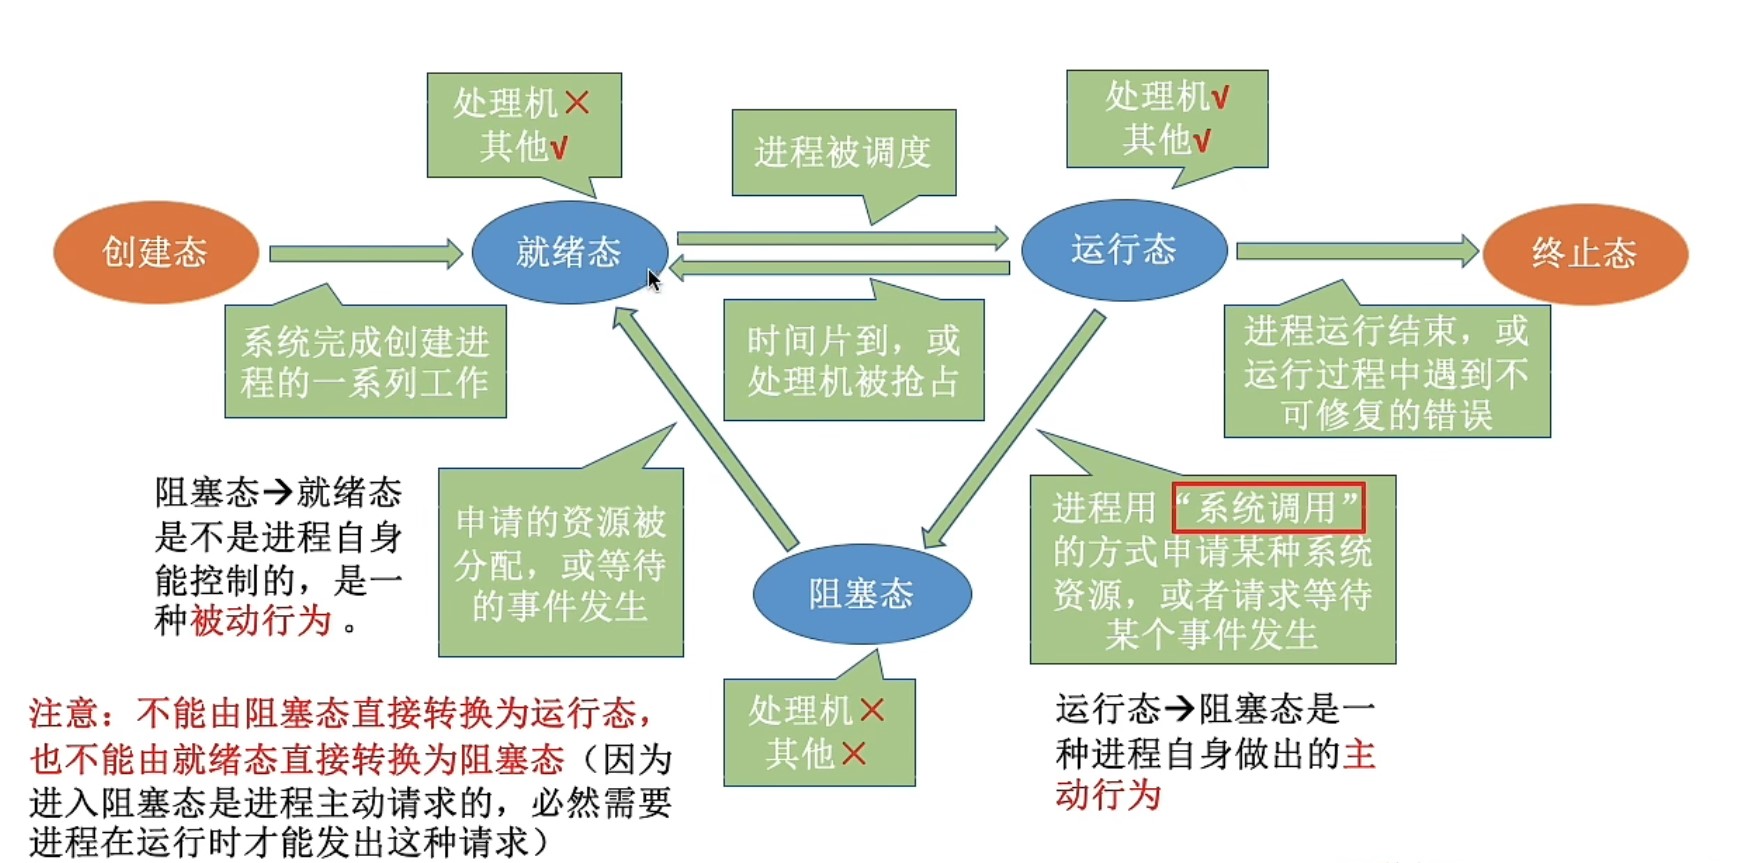 处理机×
其他√
进程被调度
处理机√
其他√
创建态
就绪态
运行态
终止态
系统完成创建进
程的一系列工作
时间片到，或
处理机被抢占
进程运行结束，或
运行过程中遇到不
可修复的错误
阻塞态→就绪态
是不是进程自身
能控制的，是一
种被动行为。
申请的资源被
分配，或等待
的事件发生
进程用“系统调用”
的方式申请某种系统
资源，或者请求等待
某个事件发生
阻塞态
处理机×
其他×
注意：不能由阻塞态直接转换为运行态，
也不能由就绪态直接转换为阻塞态（因为
进入阻塞态是进程主动请求的，必然需要
进程在运行时才能发出这种请求）
运行态→阻塞态是一
种进程自身做出的主
动行为